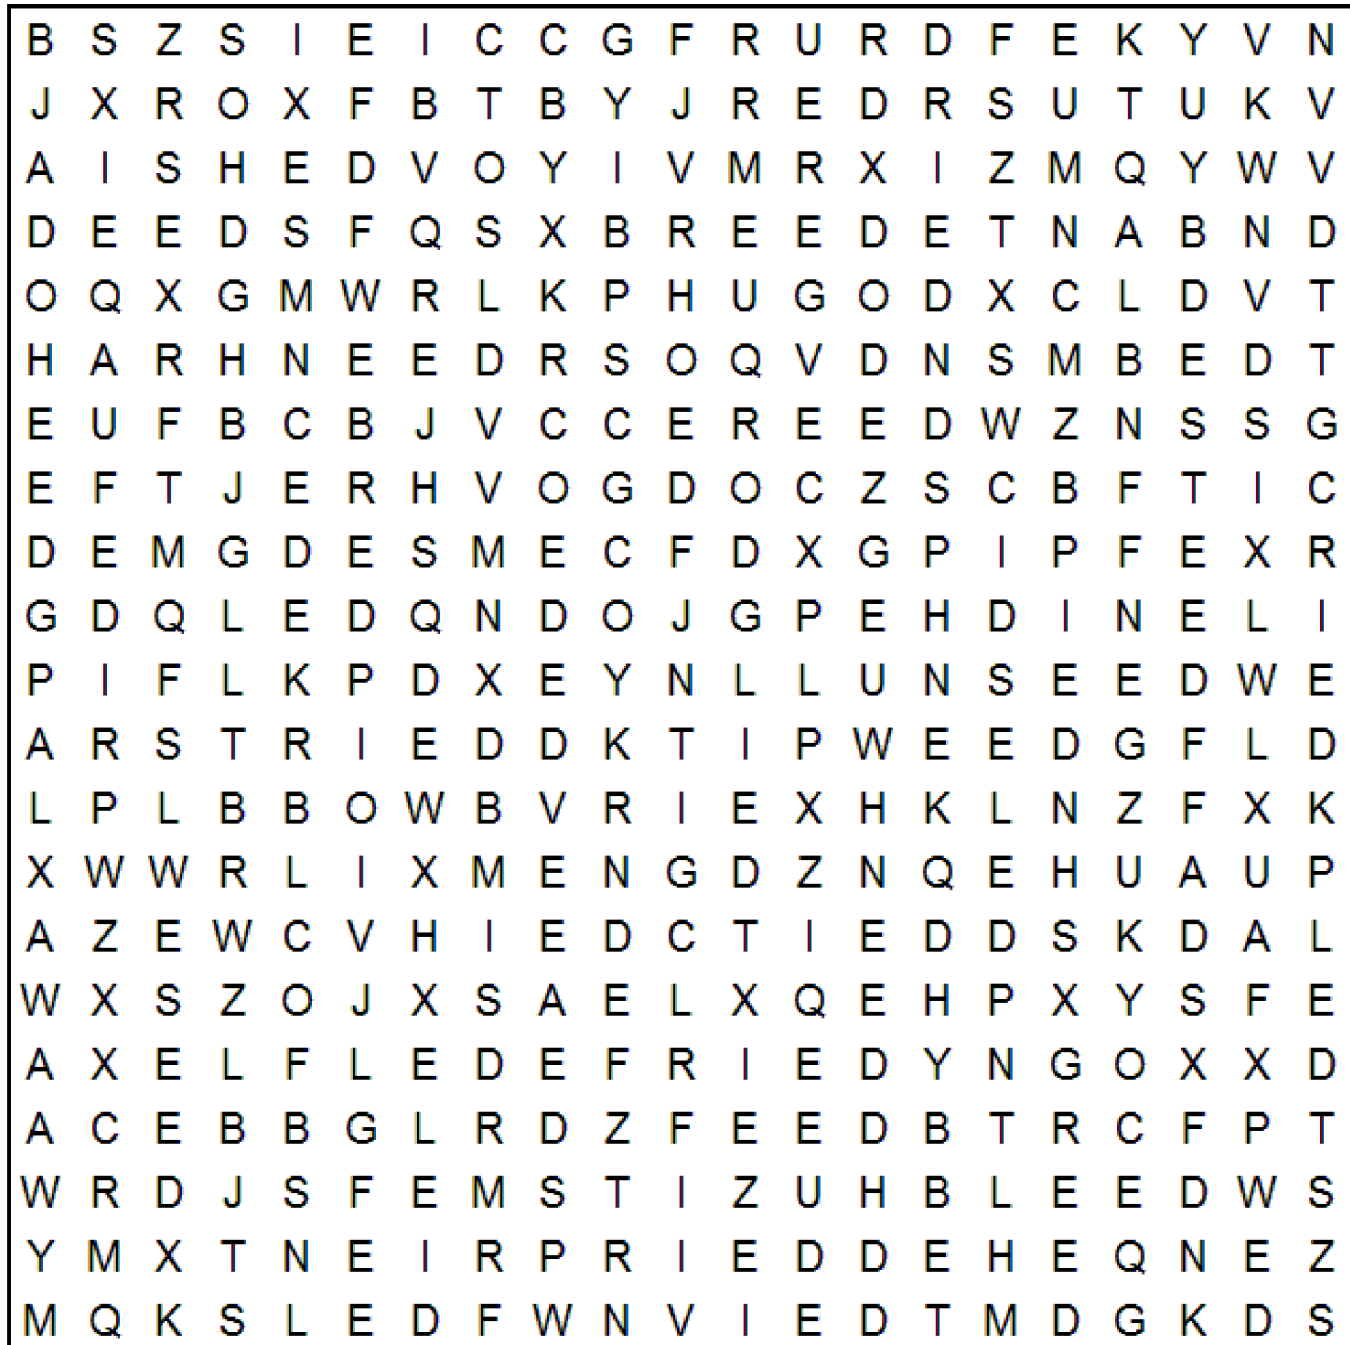 B S Z S I E I C C G F R U R D F E K Y V N
J X R O X F B T B Y J R E D R S U T U K V
A I S H E D V O Y I V M R X I Z M Q Y W V
D E E D S F Q S X B R E E D E T N A B N D
O Q X G M W R L K P H U G O D X C L D V T
H A R H N E E D R S O Q V D N S M B E D T
E U F B C B J V C C E R E E D W Z N S S G
E F T J E R H V O G D O C Z S C B F T I C
D E M G D E S M E C F D X G P I P F E X R
G D Q L E D Q N D O J G P E H D I N E L I
P I F L K P D X E Y N L L U N S E E D W E
A R S T R I E D D K T I P W E E D G F L D
L P L B B O W B V R I E X H K L N Z F X K
X W W R L I X M E N G D Z N Q E H U A U P
A Z E W C V H I E D C T I E D D S K D A L
W X S Z O J X S A E L X Q E H P X Y S F E
A X E L F L E D E F R I E D Y N G O X X D
A C E B B G L R D Z F E E D B T R C F P T
W R D J S F E M S T I Z U H B L E E D W S
Y M X T N E I R P R I E D D E H E Q N E Z
M Q K S L E D F W N V I E D T M D G K D S